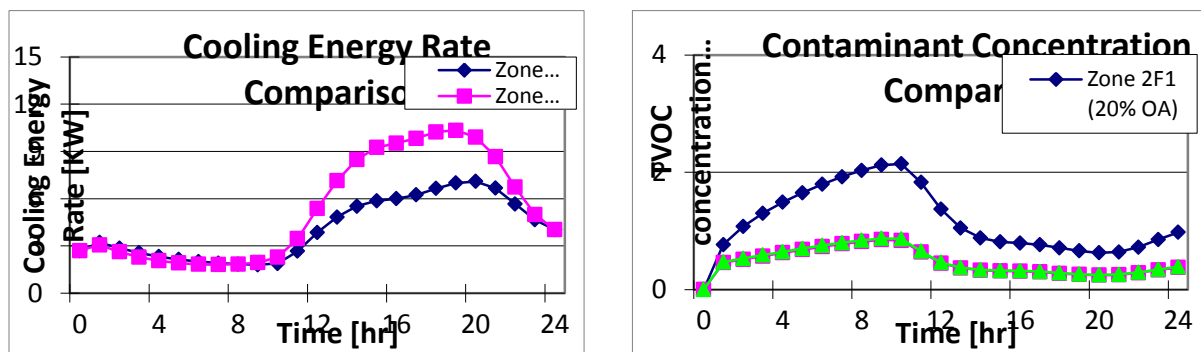 Cooling Energy Rate
Compariso
Zone...
Zone...
Cooling Energy
Rate [KW]
15
0
0 4 8 12 16 20 24
Time [hr]
Contaminant Concentration
Compar
Zone 2F1
(20% OA)
TVOC
concentration...
4
2
0
0 4 8 12 16 20 24
Time [hr]